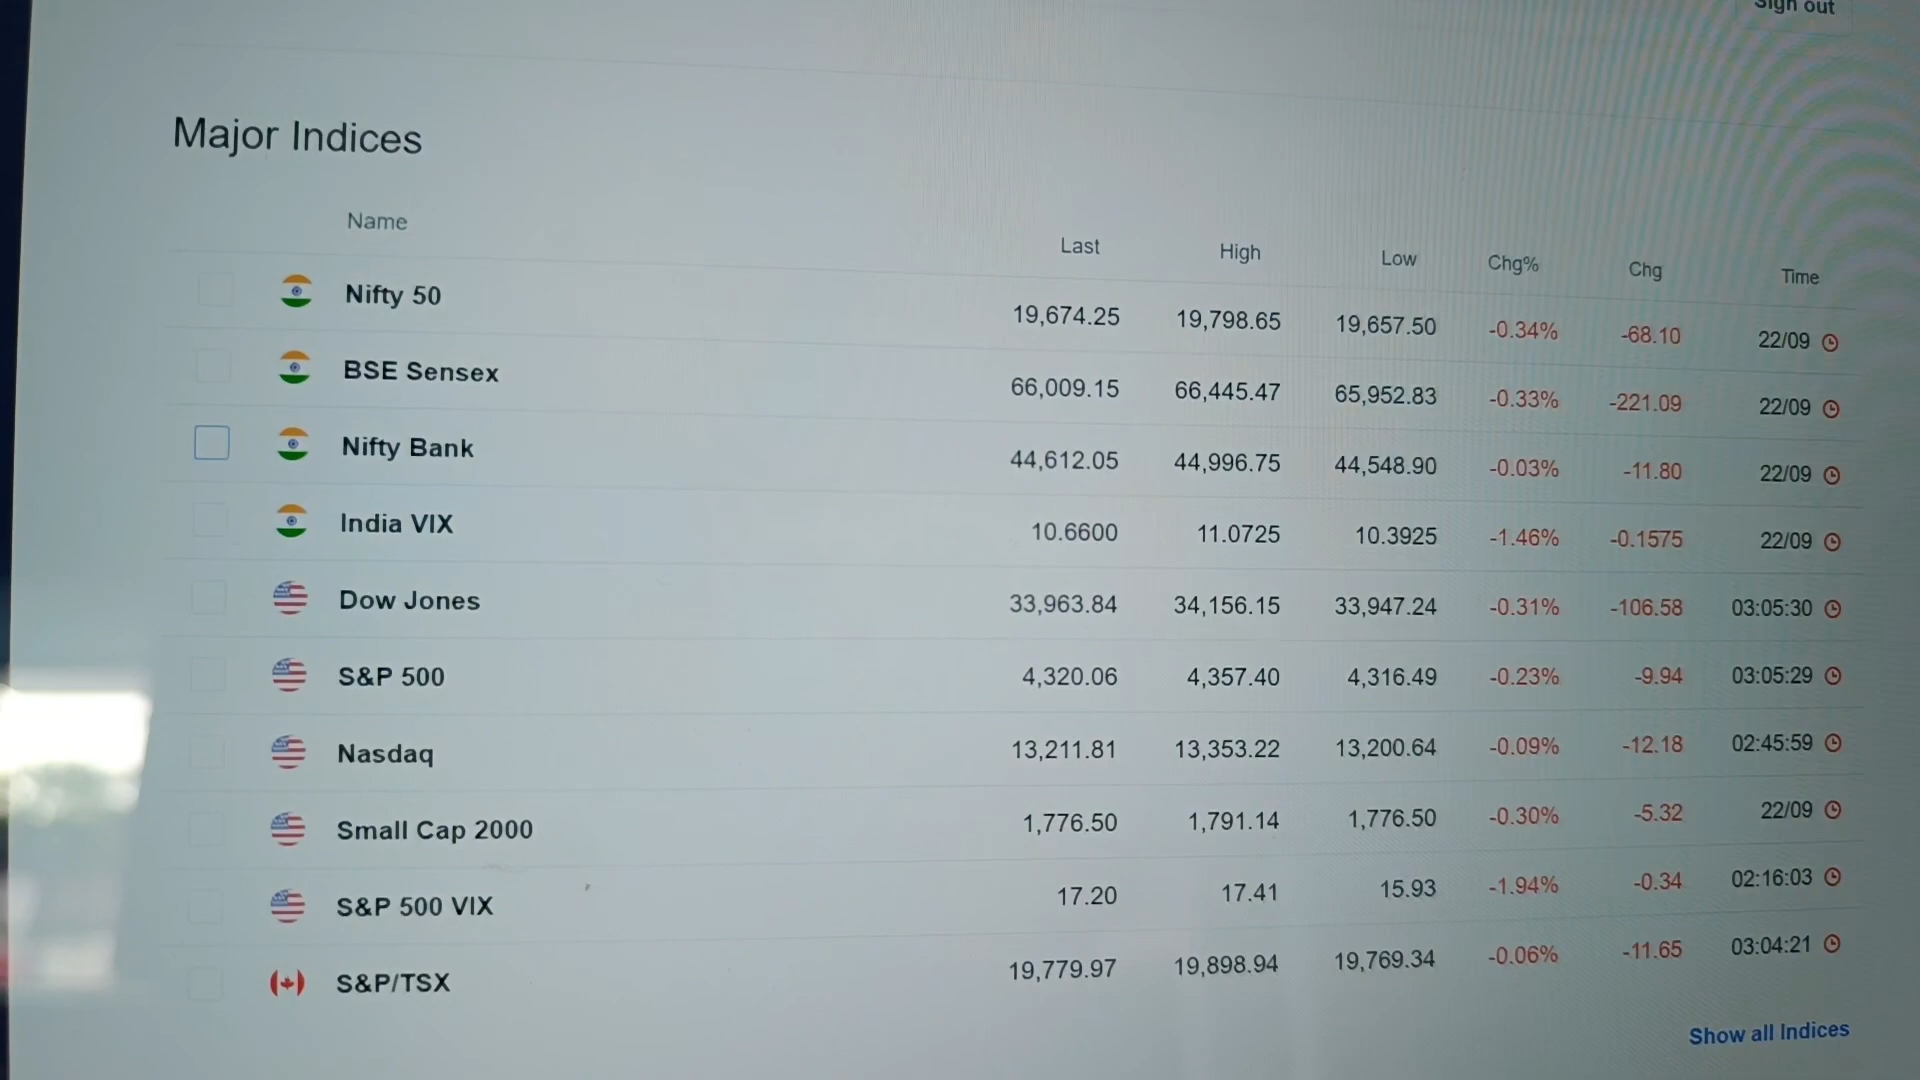 Sign out
Major Indices
Name Last High Low Chg% Chg Time
Nifty 50 19,674.25 19,798.65 19,657.50 -0.34% -68.10 22/09
BSE Sensex 66,009.15 66,445.47 65,952.83 -0.33% -221.09 22/09
Nifty Bank 44,612.05 44,996.75 44,548.90 -0.03% -11.80 22/09
India VIX 10.6600 11.0725 10.3925 -1.46% -0.1575 22/09
Dow Jones 33,963.84 34,156.15 33,947.24 -0.31% -106.58 03:05:30
S&P 500 4,320.06 4,357.40 4,316.49 -0.23% -9.94 03:05:29
Nasdaq 13,211.81 13,353.22 13,200.64 -0.09% -12.18 02:45:59
Small Cap 2000 1,776.50 1,791.14 1,776.50 -0.30% -5.32 22/09
S&P 500 VIX 17.20 17.41 15.93 -1.94% -0.34 02:16:03
S&P/TSX 19,779.97 19,898.94 19,769.34 -0.06% -11.65 03:04:21
Show all Indices